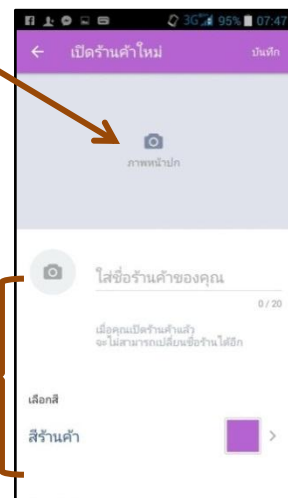 3G 95% 07:47
เปิดร้านค้าใหม่ บันทึก
ภาพหน้าปก
ใส่ชื่อร้านค้าของคุณ
0 / 20
เมื่อคุณเปิดร้านค้าแล้ว
จะไม่สามารถเปลี่ยนชื่อร้านได้อีก
เลือกสี
สีร้านค้า